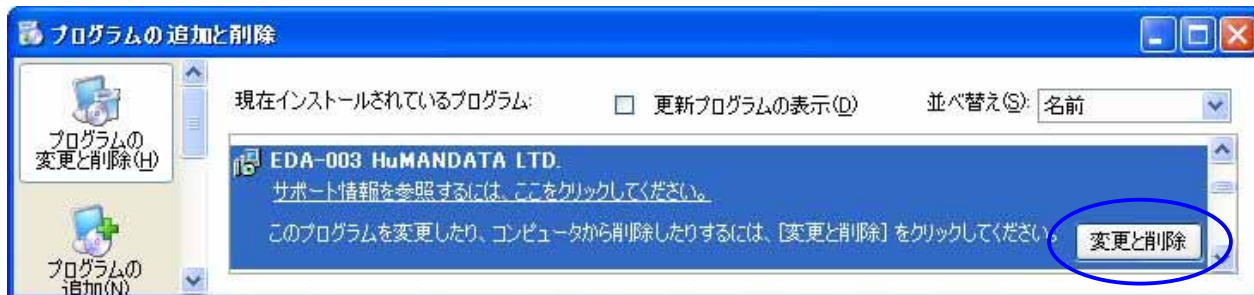 プログラムの追加と削除
プログラムの
変更と削除(H)
現在インストールされているプログラム:
更新プログラムの表示(D)
並べ替え(S):
名前
EDA-003 HuMANDATA LTD.
サポート情報を参照するには、ここをクリックしてください。
このプログラムを変更したり、コンピュータから削除したりするには、[変更と削除] をクリックしてください。
変更と削除
プログラムの
追加(N)